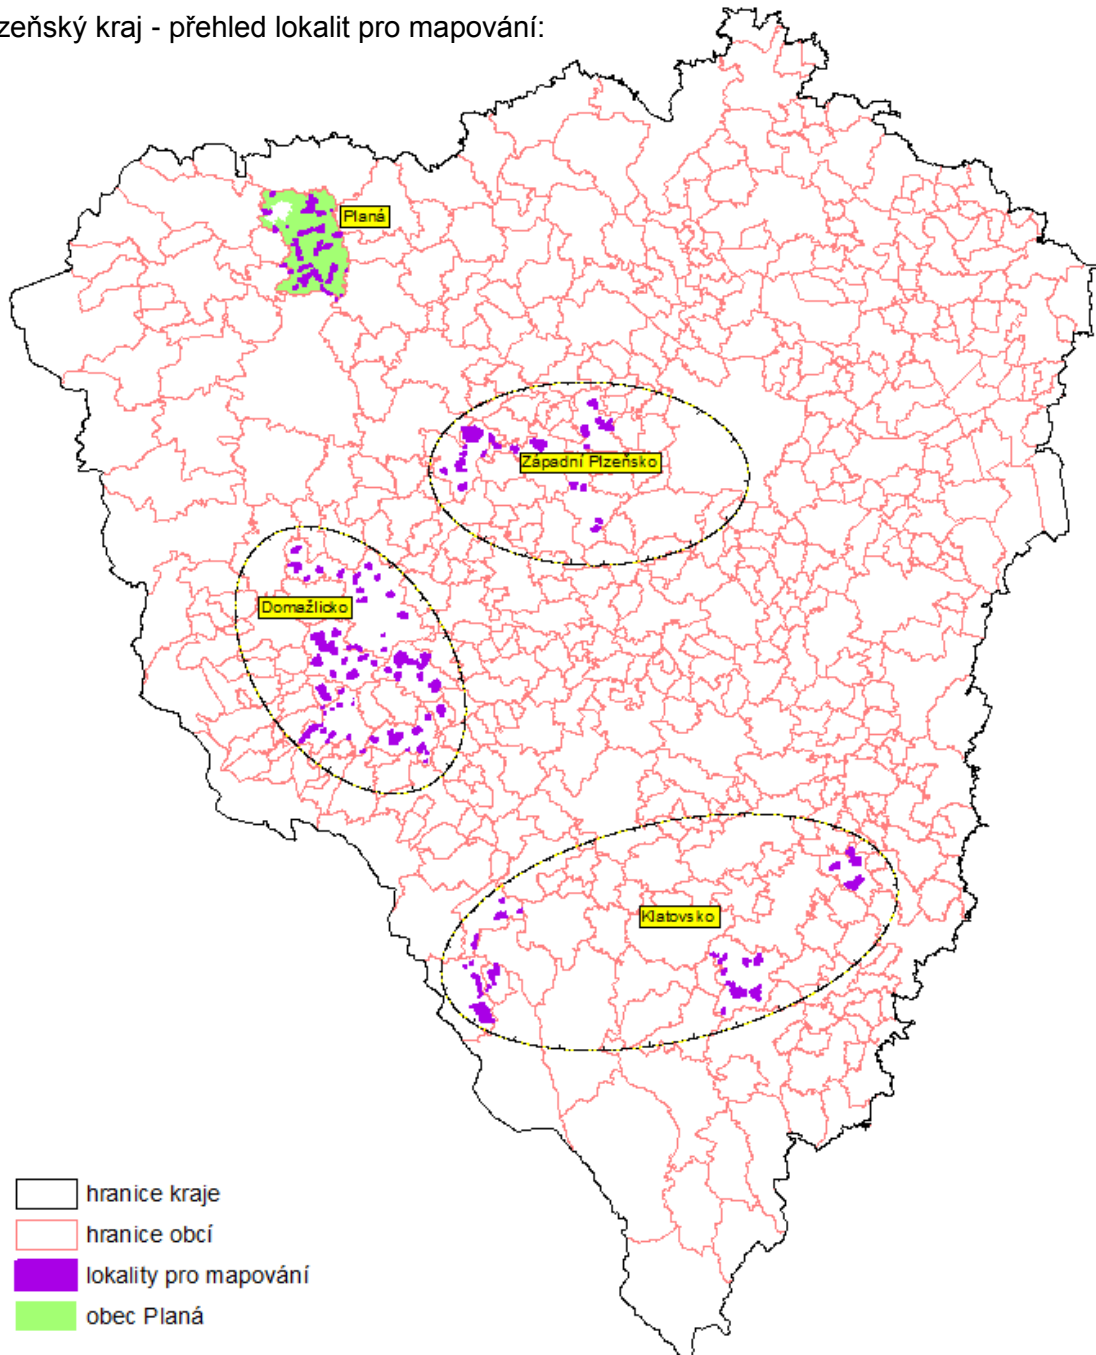 zeňský kraj - přehled lokalit pro mapování:
Planá
Západní Plzeňsko
Domažlicko
Klatovsko
hranice kraje
hranice obcí
lokality pro mapování
obec Planá